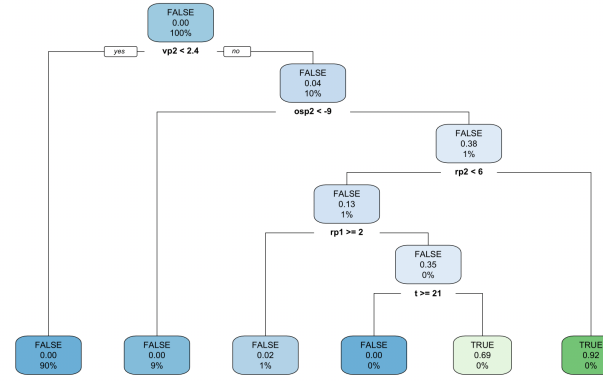 FALSE
0.00
100%
yes
vp2 < 2.4
no
FALSE
0.04
10%
osp2 < -9
FALSE
0.38
1%
rp2 < 6
FALSE
0.13
1%
rp1 >= 2
FALSE
0.35
0%
t >= 21
FALSE
0.00
90%
FALSE
0.00
9%
FALSE
0.02
1%
FALSE
0.00
0%
TRUE
0.69
0%
TRUE
0.92
0%